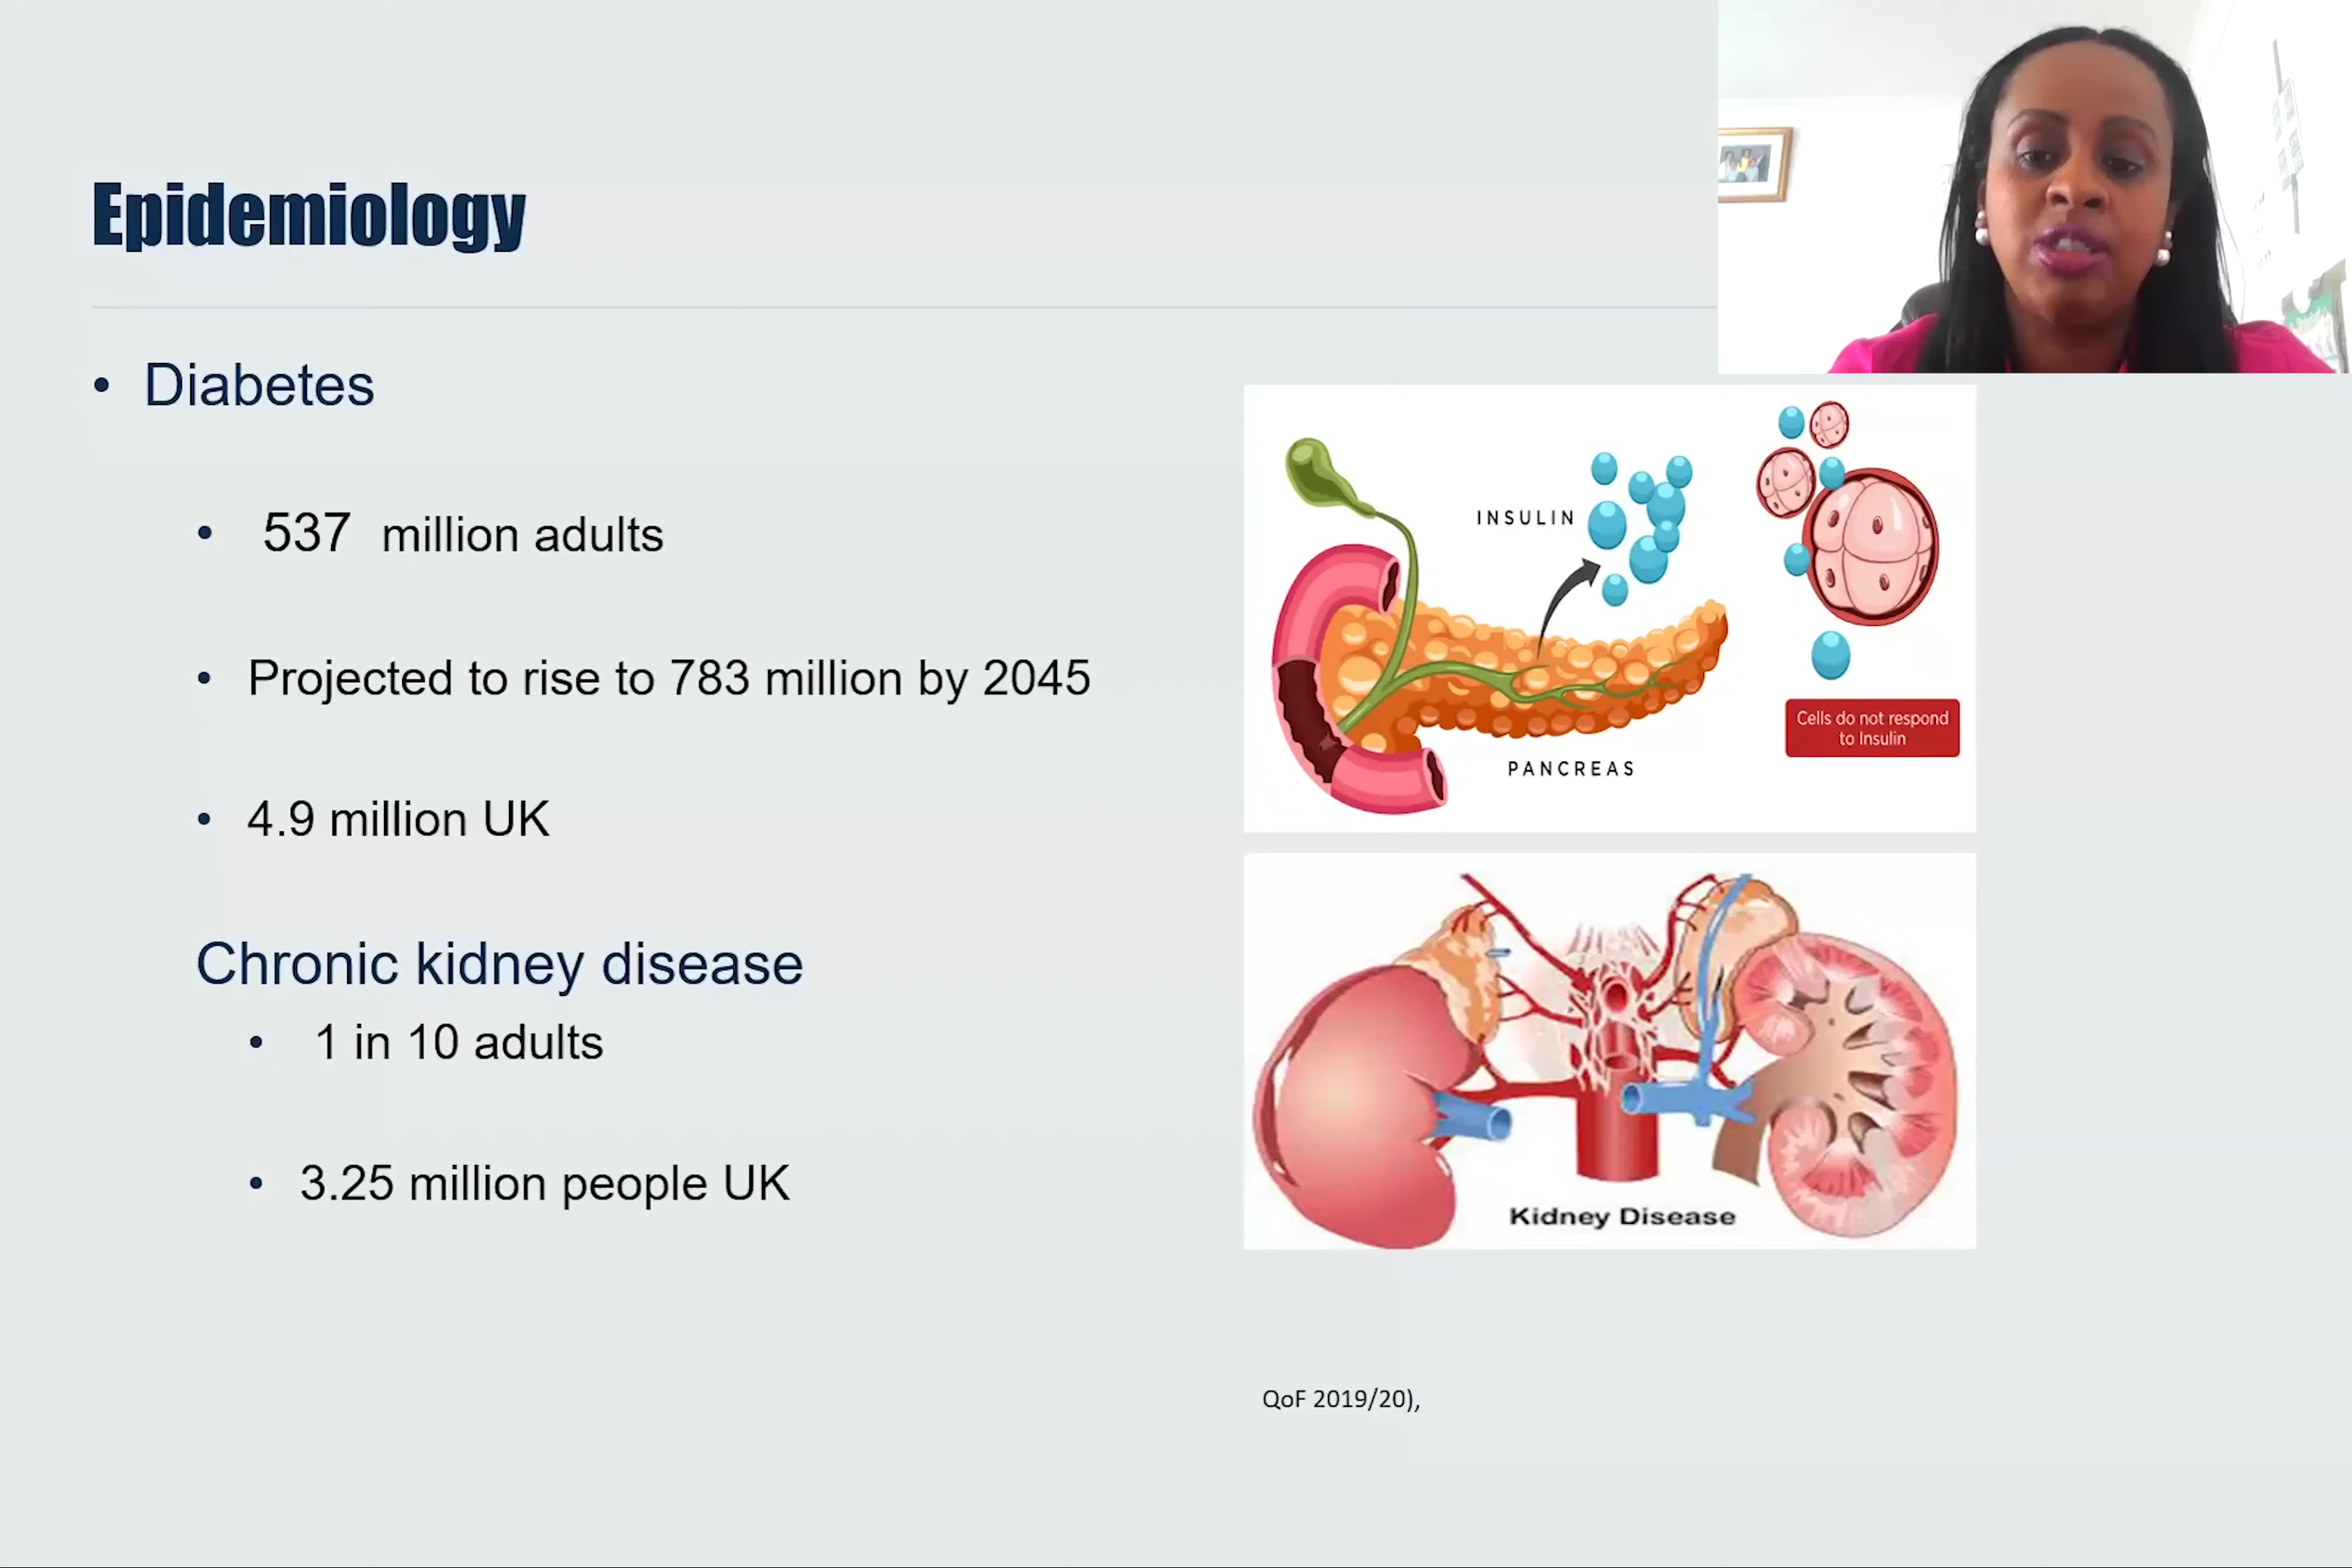 Epidemiology
• Diabetes
• 537 million adults
• Projected to rise to 783 million by 2045
• 4.9 million UK
Chronic kidney disease
• 1 in 10 adults
• 3.25 million people UK
INSULIN
Cells do not respond
to Insulin
PANCREAS
Kidney Disease
QoF 2019/20),